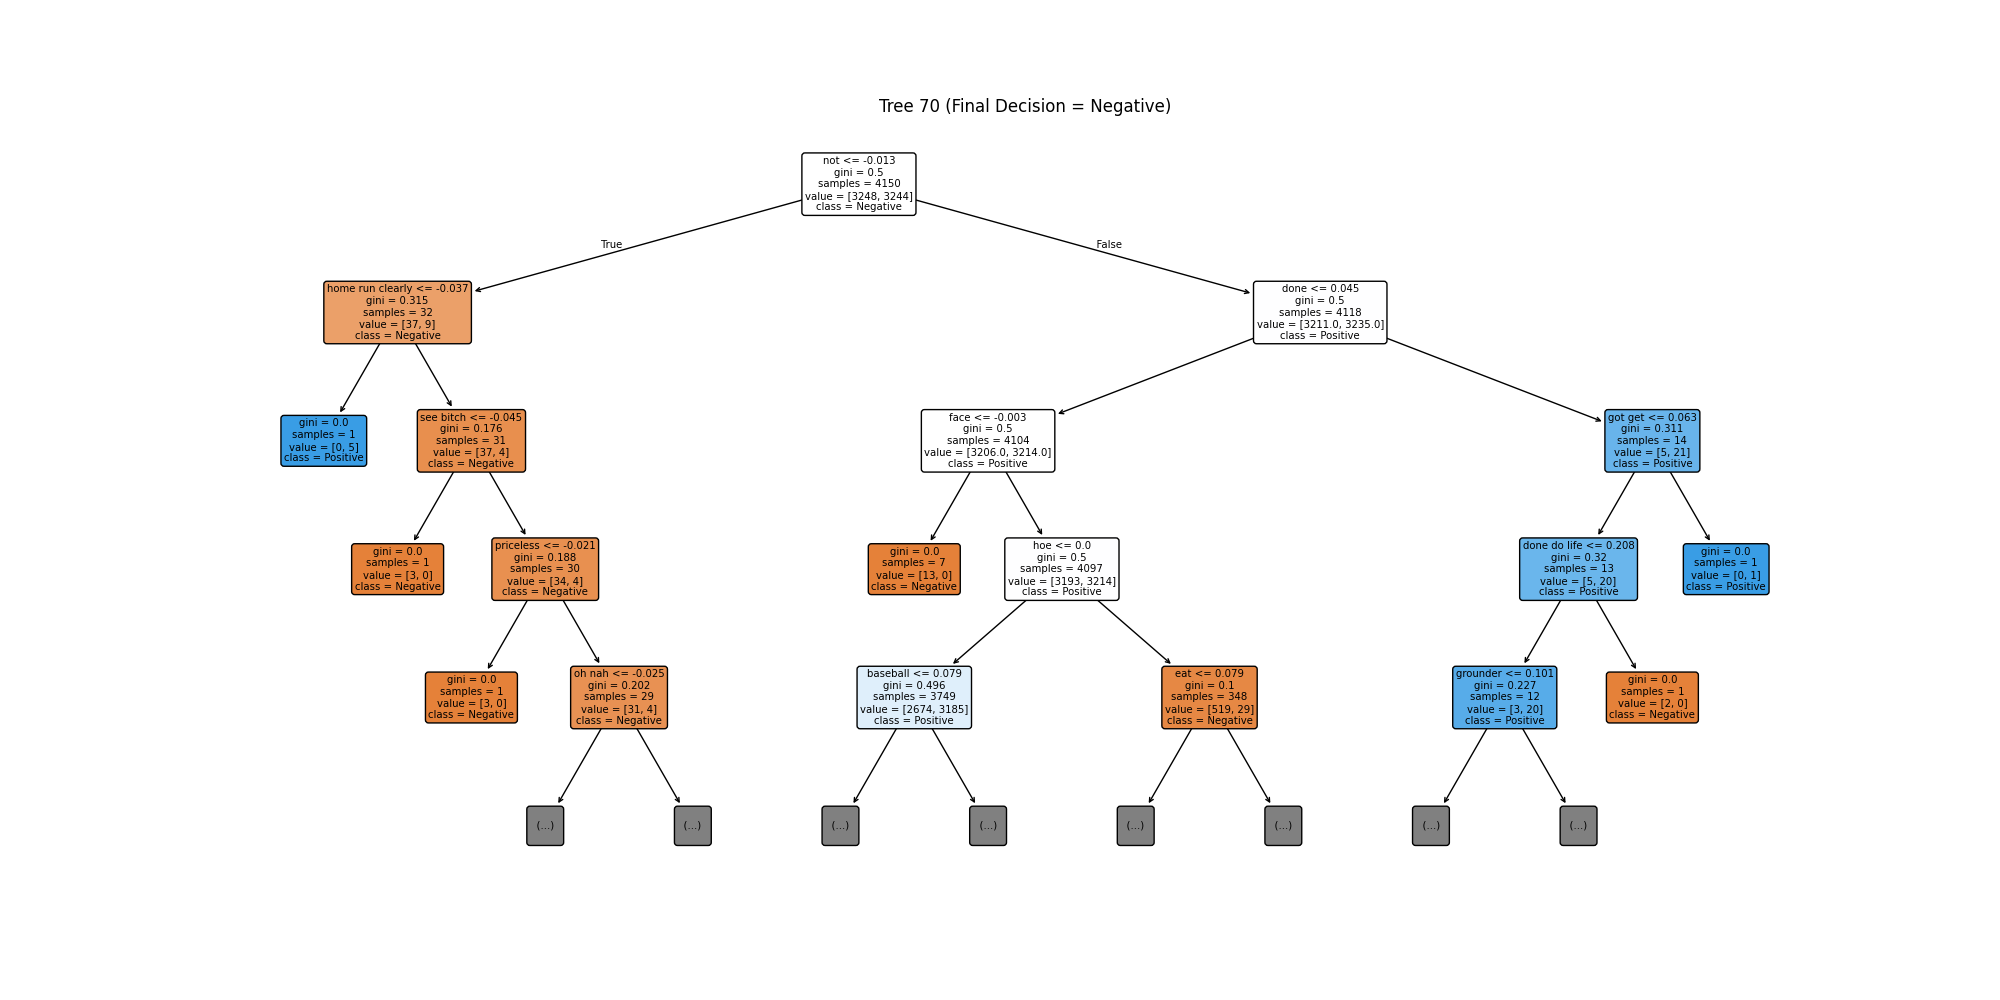 Tree 70 (Final Decision = Negative)
not <= -0.013
gini = 0.5
samples = 4150
value = [3248, 3244]
class = Negative
True
False
home run clearly <= -0.037
gini = 0.315
samples = 32
value = [37, 9]
class = Negative
done <= 0.045
gini = 0.5
samples = 4118
value = [3211.0, 3235.0]
class = Positive
gini = 0.0
samples = 1
value = [0, 5]
class = Positive
see bitch <= -0.045
gini = 0.176
samples = 31
value = [37, 4]
class = Negative
face <= -0.003
gini = 0.5
samples = 4104
value = [3206.0, 3214.0]
class = Positive
got get <= 0.063
gini = 0.311
samples = 14
value = [5, 21]
class = Positive
gini = 0.0
samples = 1
value = [3, 0]
class = Negative
priceless <= -0.021
gini = 0.188
samples = 30
value = [34, 4]
class = Negative
gini = 0.0
samples = 7
value = [13, 0]
class = Negative
hoe <= 0.0
gini = 0.5
samples = 4097
value = [3193, 3214]
class = Positive
done do life <= 0.208
gini = 0.32
samples = 13
value = [5, 20]
class = Positive
gini = 0.0
samples = 1
value = [0, 1]
class = Positive
gini = 0.0
samples = 1
value = [3, 0]
class = Negative
oh nah <= -0.025
gini = 0.202
samples = 29
value = [31, 4]
class = Negative
baseball <= 0.079
gini = 0.496
samples = 3749
value = [2674, 3185]
class = Positive
eat <= 0.079
gini = 0.1
samples = 348
value = [519, 29]
class = Negative
grounder <= 0.101
gini = 0.227
samples = 12
value = [3, 20]
class = Positive
gini = 0.0
samples = 1
value = [2, 0]
class = Negative
(...)
(...)
(...)
(...)
(...)
(...)
(...)
(...)